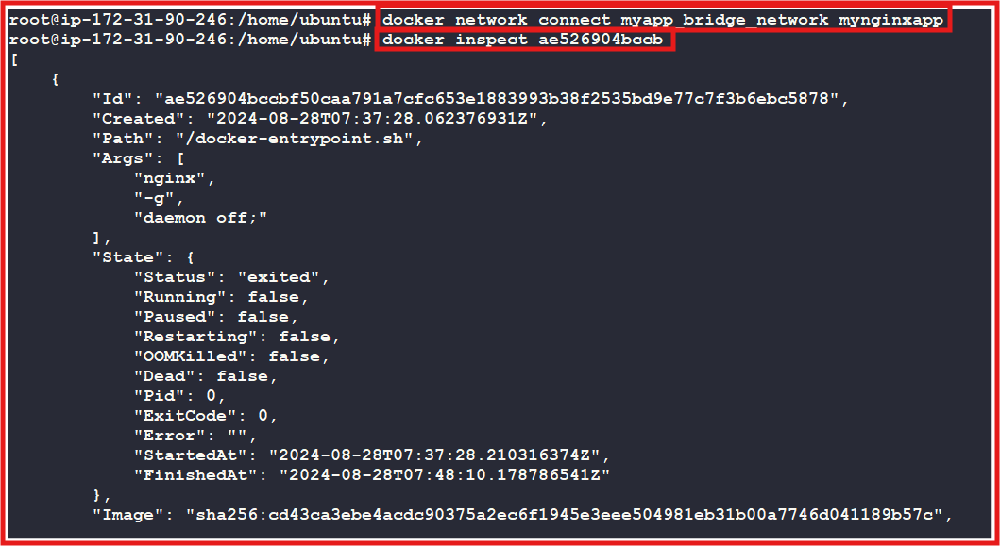 root@ip-172-31-90-246:/home/ubuntu# docker network connect myapp_bridge_network mynginxapp
root@ip-172-31-90-246:/home/ubuntu# docker inspect ae526904bccb
[
    {
        "Id": "ae526904bccbf50caa791a7cfc653e1883993b38f2535bd9e77c7f3b6ebc5878",
        "Created": "2024-08-28T07:37:28.062376931Z",
        "Path": "/docker-entrypoint.sh",
        "Args": [
            "nginx",
            "-g",
            "daemon off;"
        ],
        "State": {
            "Status": "exited",
            "Running": false,
            "Paused": false,
            "Restarting": false,
            "OOMKilled": false,
            "Dead": false,
            "Pid": 0,
            "ExitCode": 0,
            "Error": "",
            "StartedAt": "2024-08-28T07:37:28.210316374Z",
            "FinishedAt": "2024-08-28T07:48:10.178786541Z"
        },
        "Image": "sha256:cd43ca3ebe4acdc90375a2ec6f1945e3eee504981eb31b00a7746d041189b57c",